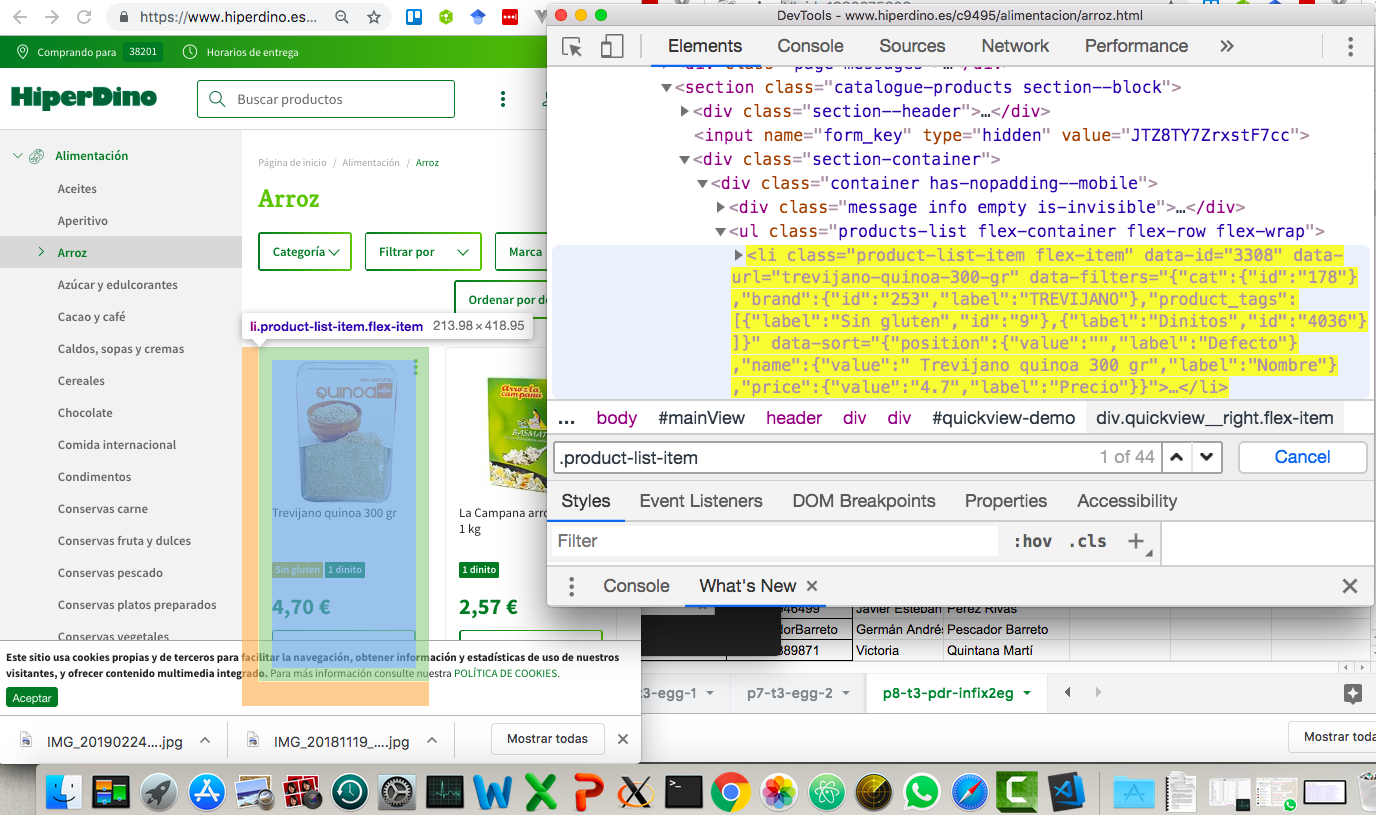 https://www.hiperdino.es...
Comprando para 38201 Horarios de entrega
HiperDino
Buscar productos
Alimentación
Aceites
Aperitivo
Arroz
Azúcar y edulcorantes
Cacao y café
Caldos, sopas y cremas
Cereales
Chocolate
Comida internacional
Condimentos
Conservas carne
Conservas fruta y dulces
Conservas pescado
Conservas platos preparados
Conservas vegetales
Página de inicio / Alimentación / Arroz
Arroz
Categoría Filtrar por Marca
Ordenar por de
li.product-list-item.flex-item 213.98 × 418.95
quinoa
Trevijano quinoa 300 gr
Sin gluten 1 dinito
4,70 €
Arroz la campana
BASMAT
La Campana arro
1 kg
1 dinito
2,57 €
Este sitio usa cookies propias y de terceros para facilitar la navegación, obtener información y estadísticas de uso de nuestros
visitantes, y ofrecer contenido multimedia integrado. Para más información consulte nuestra POLÍTICA DE COOKIES.
Aceptar
IMG_20190224....jpg IMG_20181119_....jpg Mostrar todas
DevTools - www.hiperdino.es/c9495/alimentacion/arroz.html
Elements Console Sources Network Performance »
<section class="catalogue-products section--block">
<div class="section--header">…</div>
<input name="form_key" type="hidden" value="JTZ8TY7ZrxstF7cc">
<div class="section-container">
<div class="container has-nopadding--mobile">
<div class="message info empty is-invisible">…</div>
<ul class="products-list flex-container flex-row flex-wrap">
<li class="product-list-item flex-item" data-id="3308" data-
url="trevijano-quinoa-300-gr" data-filters="{"cat":{"id":"178"}
,"brand":{"id":"253","label":"TREVIJANO"},"product_tags":
[{"label":"Sin gluten","id":"9"},{"label":"Dinitos","id":"4036"}
]}" data-sort="{"position":{"value":"","label":"Defecto"}
,"name":{"value":" Trevijano quinoa 300 gr","label":"Nombre"}
,"price":{"value":"4.7","label":"Precio"}}">…</li>
... body #mainView header div div #quickview-demo div.quickview__right.flex-item
.product-list-item 1 of 44 Cancel
Styles Event Listeners DOM Breakpoints Properties Accessibility
Filter :hov .cls +
Console What's New ×
946499 Javier Esteban Pérez Rivas
dorBarreto Germán Andrés Pescador Barreto
389871 Victoria Quintana Martí
t3-egg-1 p7-t3-egg-2 p8-t3-pdr-infix2eg
Mostrar toda